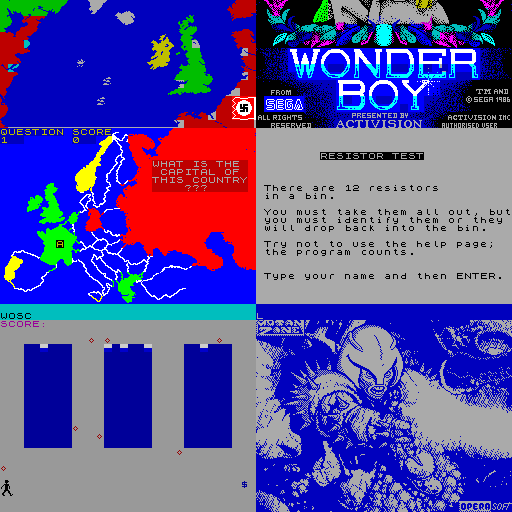 WONDER
BOY
FROM
SEGA
TM AND
© SEGA 1986
ALL RIGHTS
RESERVED
PRESENTED BY
ACTIVISION
ACTIVISION INC
AUTHORISED USER
QUESTION SCORE
1 0
WHAT IS THE
CAPITAL OF
THIS COUNTRY
???
RESISTOR TEST
There are 12 resistors
in a bin.
You must take them all out, but
you must identify them or they
will drop back into the bin.
Try not to use the help page;
the program counts.
Type your name and then ENTER.
L
WOSC
SCORE:
$
OPERA SOFT